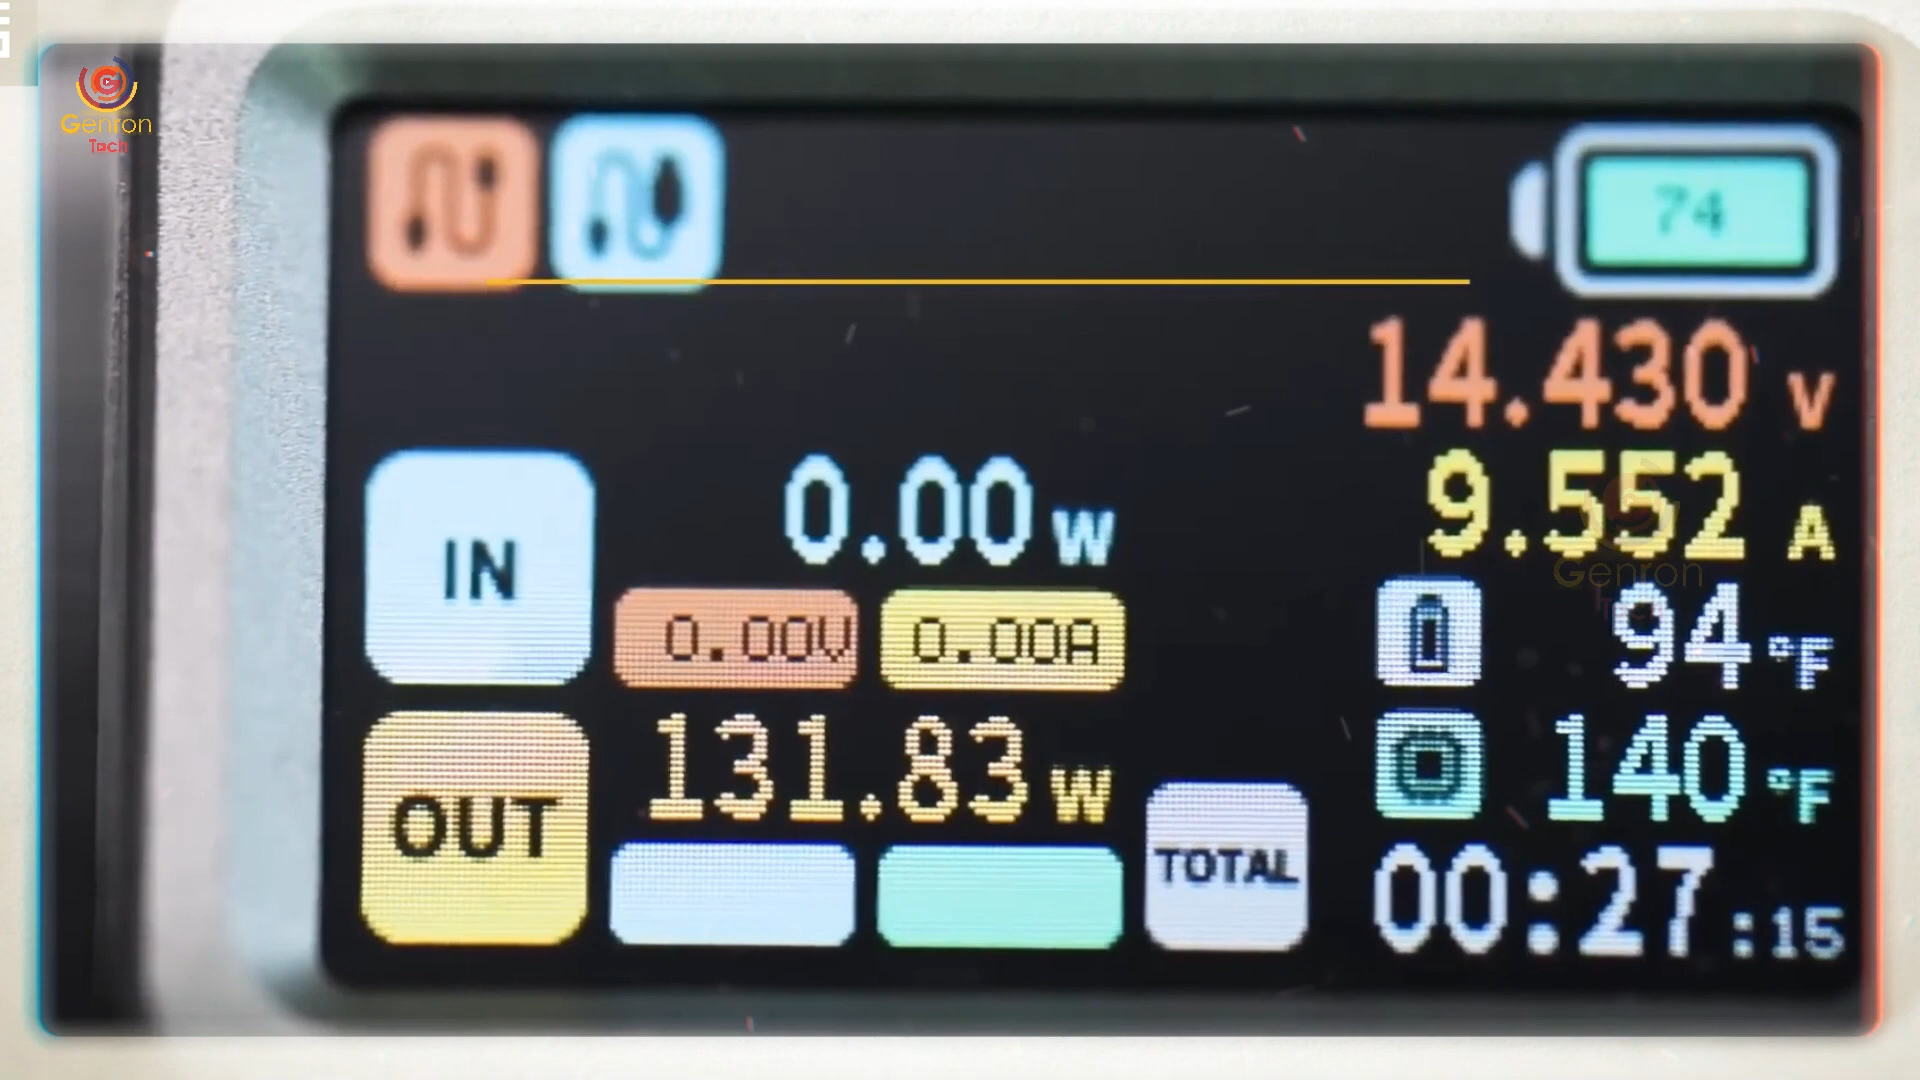 Genron
Tech
74
14.430 V
9.552 A
IN
0.00 W
0.00V
0.00A
Genron
94 °F
OUT
131.83 W
TOTAL
140 °F
00:27:15